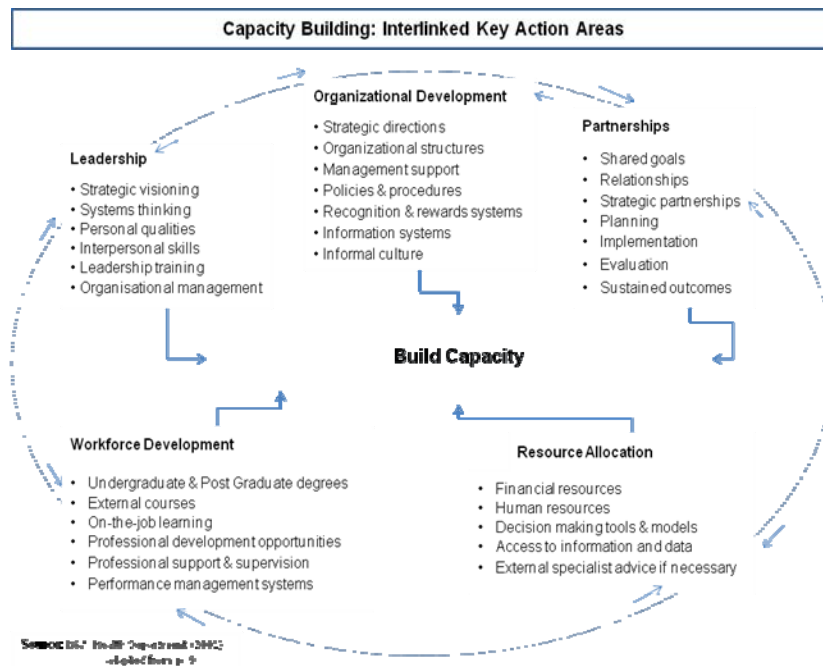 Capacity Building: Interlinked Key Action Areas
Organizational Development
• Strategic directions
• Organizational structures
• Management support
• Policies & procedures
• Recognition & rewards systems
• Information systems
• Informal culture
Partnerships
• Shared goals
• Relationships
• Strategic partnerships
• Planning
• Implementation
• Evaluation
• Sustained outcomes
Leadership
• Strategic visioning
• Systems thinking
• Personal qualities
• Interpersonal skills
• Leadership training
• Organisational management
Build Capacity
Workforce Development
• Undergraduate & Post Graduate degrees
• External courses
• On-the-job learning
• Professional development opportunities
• Professional support & supervision
• Performance management systems
Resource Allocation
• Financial resources
• Human resources
• Decision making tools & models
• Access to information and data
• External specialist advice if necessary
Source: Health Department